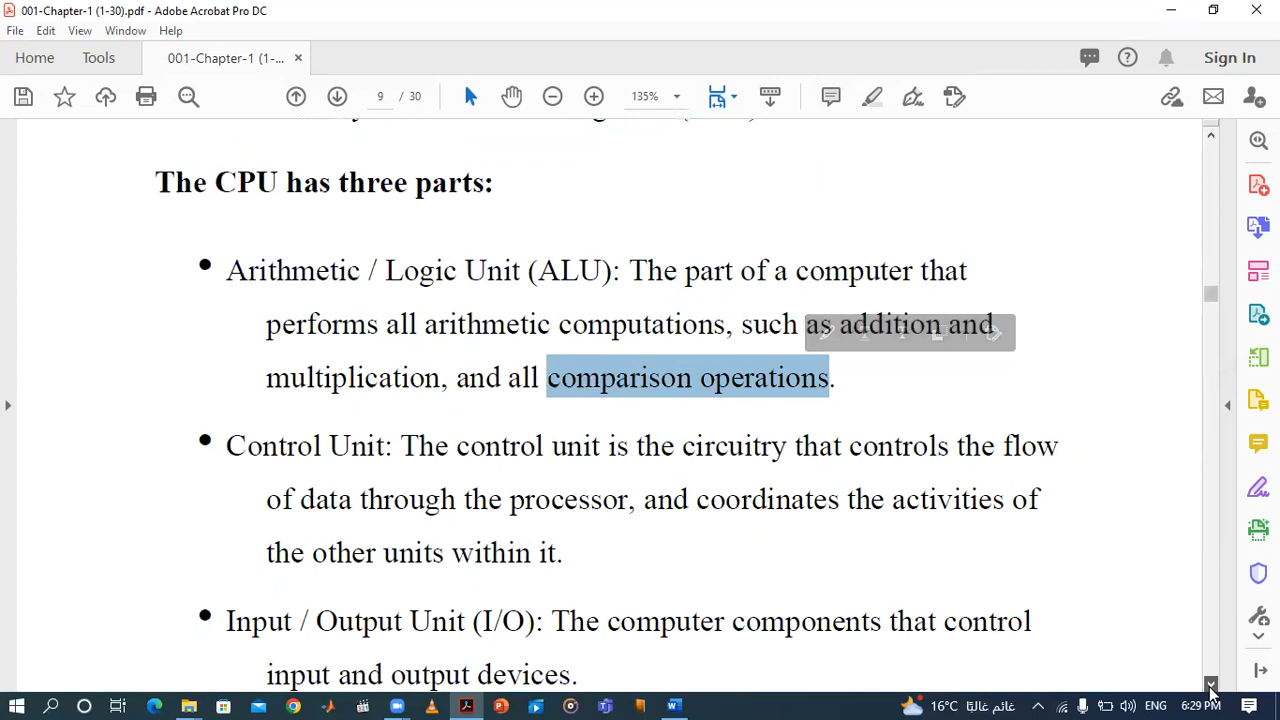 001-Chapter-1 (1-30).pdf - Adobe Acrobat Pro DC
File Edit View Window Help
Home Tools 001-Chapter-1 (1-... Sign In
9 / 30 135%
The CPU has three parts:
• Arithmetic / Logic Unit (ALU): The part of a computer that
performs all arithmetic computations, such as addition and
multiplication, and all comparison operations.
• Control Unit: The control unit is the circuitry that controls the flow
of data through the processor, and coordinates the activities of
the other units within it.
• Input / Output Unit (I/O): The computer components that control
input and output devices.
16°C غائم غالبًا ENG 6:29 PM